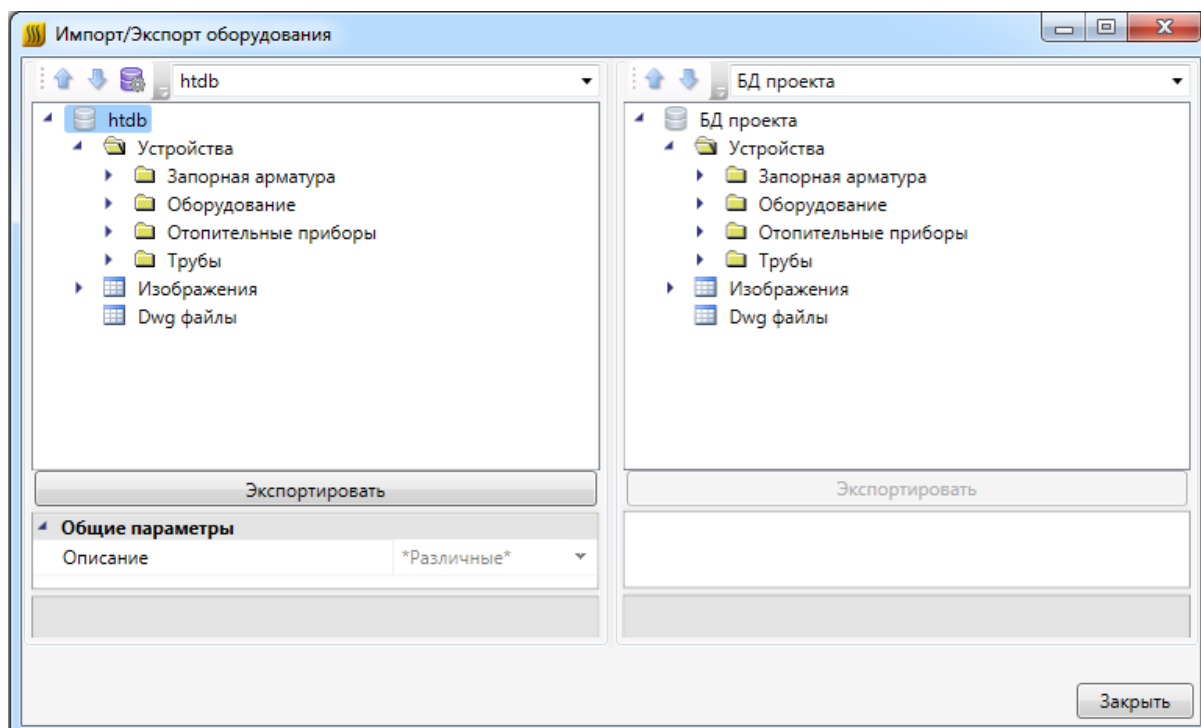 Импорт/Экспорт оборудования
htdb
htdb
Устройства
Запорная арматура
Оборудование
Отопительные приборы
Трубы
Изображения
Dwg файлы
Экспортировать
Общие параметры
Описание *Различные*
БД проекта
БД проекта
Устройства
Запорная арматура
Оборудование
Отопительные приборы
Трубы
Изображения
Dwg файлы
Экспортировать
Закрыть